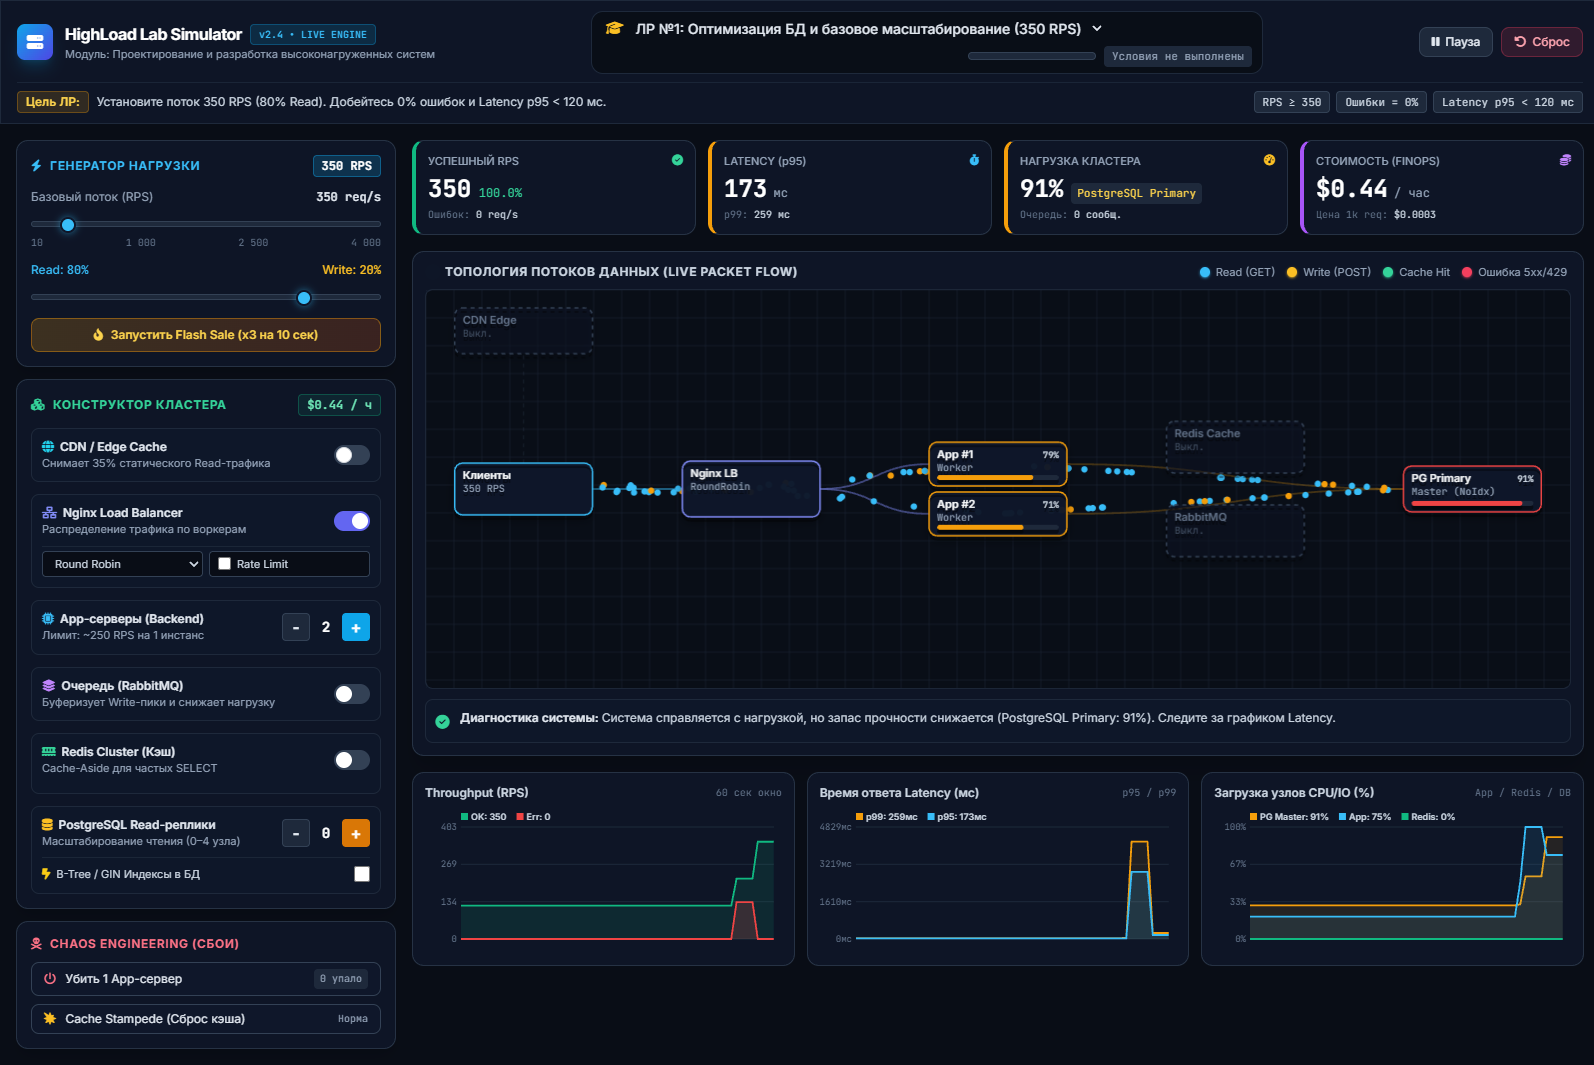 HighLoad Lab Simulator
v2.4 • LIVE ENGINE
Модуль: Проектирование и разработка высоконагруженных систем
ЛР №1: Оптимизация БД и базовое масштабирование (350 RPS)
Условия не выполнены
Пауза
Сброс
Цель ЛР:
Установите поток 350 RPS (80% Read). Добейтесь 0% ошибок и Latency p95 < 120 мс.
RPS ≥ 350
Ошибки = 0%
Latency p95 < 120 мс
ГЕНЕРАТОР НАГРУЗКИ
350 RPS
Базовый поток (RPS)
350 req/s
10 1 000 2 500 4 000
Read: 80%
Write: 20%
Запустить Flash Sale (x3 на 10 сек)
КОНСТРУКТОР КЛАСТЕРА
$0.44 / ч
CDN / Edge Cache
Снимает 35% статического Read-трафика
Nginx Load Balancer
Распределение трафика по воркерам
Round Robin
Rate Limit
App-серверы (Backend)
Лимит: ~250 RPS на 1 инстанс
- 2 +
Очередь (RabbitMQ)
Буферизует Write-пики и снижает нагрузку
Redis Cluster (Кэш)
Cache-Aside для частых SELECT
PostgreSQL Read-реплики
Масштабирование чтения (0–4 узла)
- 0 +
B-Tree / GIN Индексы в БД
CHAOS ENGINEERING (СБОИ)
Убить 1 App-сервер
0 упало
Cache Stampede (Сброс кэша)
Норма
УСПЕШНЫЙ RPS
350 100.0%
Ошибок: 0 req/s
LATENCY (p95)
173 мс
p99: 259 мс
НАГРУЗКА КЛАСТЕРА
91% PostgreSQL Primary
Очередь: 0 сообщ.
СТОИМОСТЬ (FINOPS)
$0.44 / час
Цена 1k req: $0.0003
ТОПОЛОГИЯ ПОТОКОВ ДАННЫХ (LIVE PACKET FLOW)
Read (GET)
Write (POST)
Cache Hit
Ошибка 5xx/429
CDN Edge
Выкл.
Клиенты
350 RPS
Nginx LB
RoundRobin
App #1 79%
Worker
App #2 71%
Worker
Redis Cache
Выкл.
RabbitMQ
Выкл.
PG Primary 91%
Master (NoIdx)
Диагностика системы: Система справляется с нагрузкой, но запас прочности снижается (PostgreSQL Primary: 91%). Следите за графиком Latency.
Throughput (RPS)
60 сек окно
OK: 350 Err: 0
403
269
134
0
Время ответа Latency (мс)
p95 / p99
p99: 259мс p95: 173мс
4829мс
3219мс
1610мс
0мс
Загрузка узлов CPU/IO (%)
App / Redis / DB
PG Master: 91% App: 75% Redis: 0%
100%
67%
33%
0%